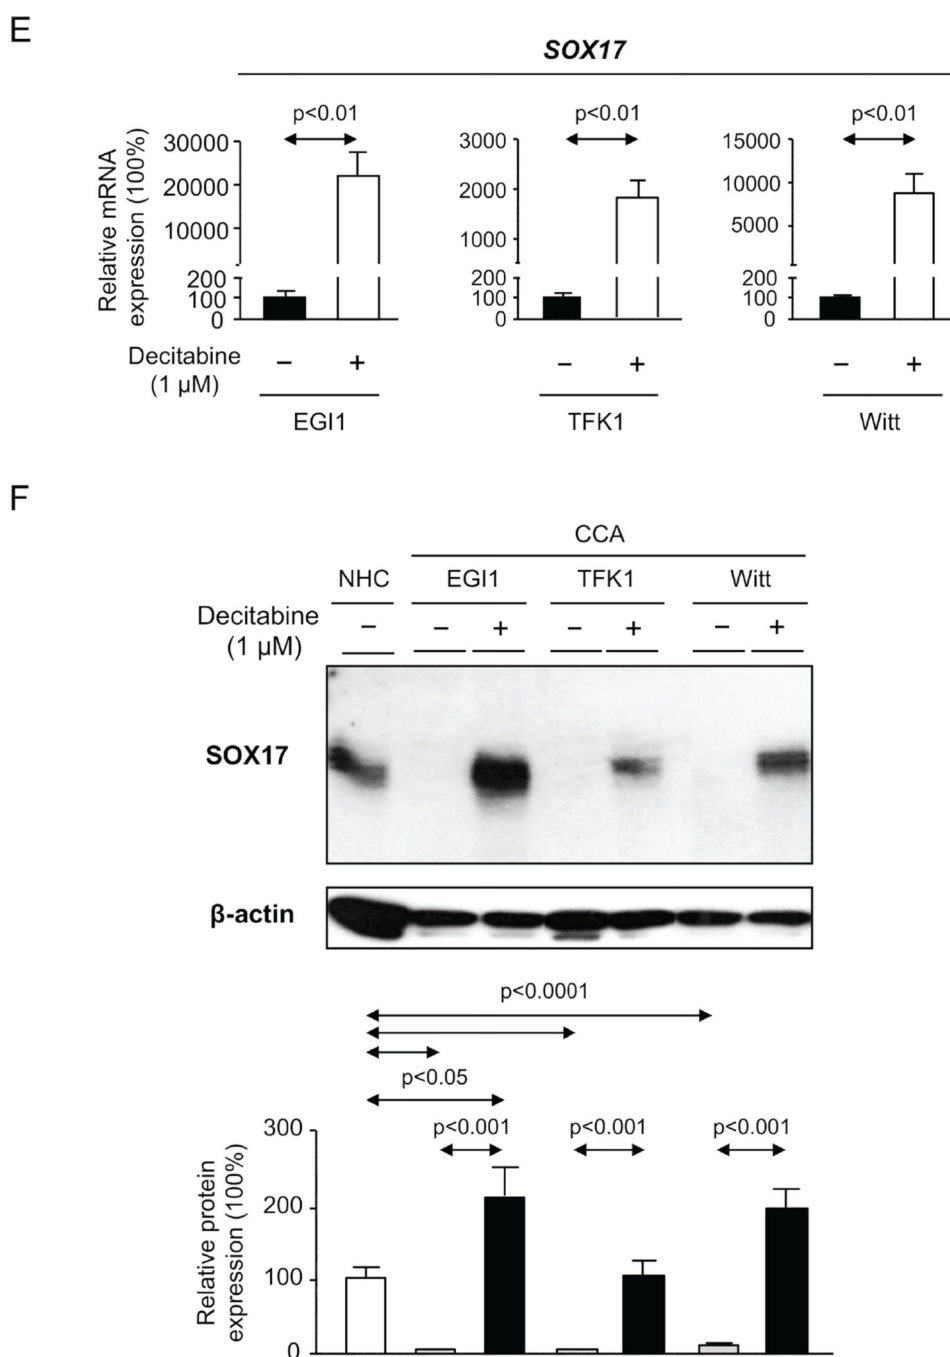 E
SOX17
p<0.01 p<0.01 p<0.01
Relative mRNA
expression (100%)
30000 3000 15000
20000 2000 10000
10000 1000 5000
200 200 200
100 100 100
0 0 0
Decitabine
(1 µM)
− + − + − +
EGI1 TFK1 Witt
F
CCA
NHC EGI1 TFK1 Witt
Decitabine
(1 µM)
− − + − + − +
SOX17
β-actin
p<0.0001
p<0.05
p<0.001 p<0.001 p<0.001
Relative protein
expression (100%)
300
200
100
0